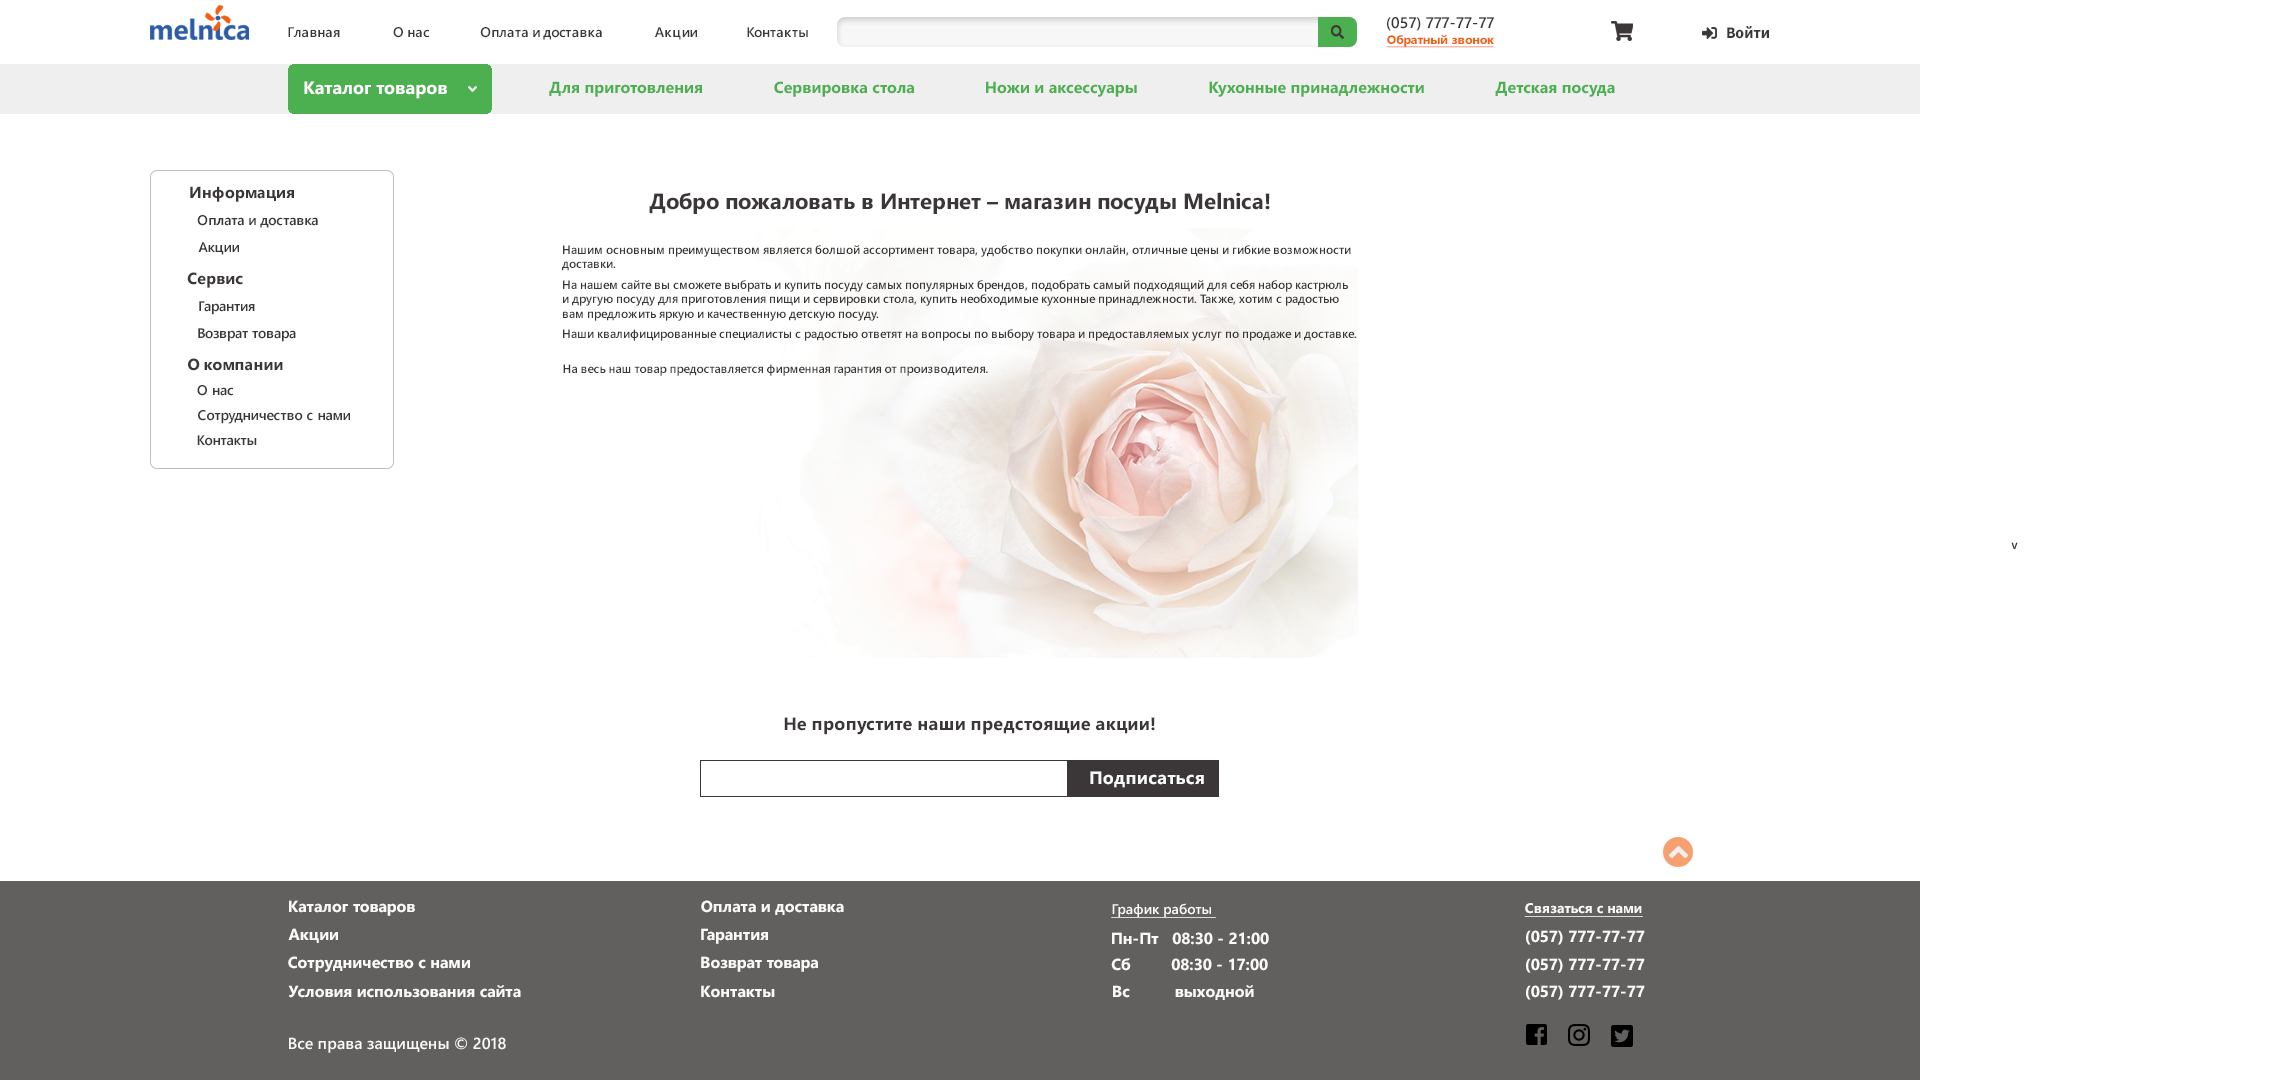 melnica
Главная О нас Оплата и доставка Акции Контакты
(057) 777-77-77
Обратный звонок
Войти
Каталог товаров Для приготовления Сервировка стола Ножи и аксессуары Кухонные принадлежности Детская посуда
Информация
Оплата и доставка
Акции
Сервис
Гарантия
Возврат товара
О компании
О нас
Сотрудничество с нами
Контакты
Добро пожаловать в Интернет – магазин посуды Melnica!
Нашим основным преимуществом является болшой ассортимент товара, удобство покупки онлайн, отличные цены и гибкие возможности
доставки.
На нашем сайте вы сможете выбрать и купить посуду самых популярных брендов, подобрать самый подходящий для себя набор кастрюль
и другую посуду для приготовления пищи и сервировки стола, купить необходимые кухонные принадлежности. Также, хотим с радостью
вам предложить яркую и качественную детскую посуду.
Наши квалифицированные специалисты с радостью ответят на вопросы по выбору товара и предоставляемых услуг по продаже и доставке.
На весь наш товар предоставляется фирменная гарантия от производителя.
v
Не пропустите наши предстоящие акции!
Подписаться
Каталог товаров
Акции
Сотрудничество с нами
Условия использования сайта
Все права защищены © 2018
Оплата и доставка
Гарантия
Возврат товара
Контакты
График работы
Пн-Пт 08:30 - 21:00
Сб 08:30 - 17:00
Вс выходной
Связаться с нами
(057) 777-77-77
(057) 777-77-77
(057) 777-77-77